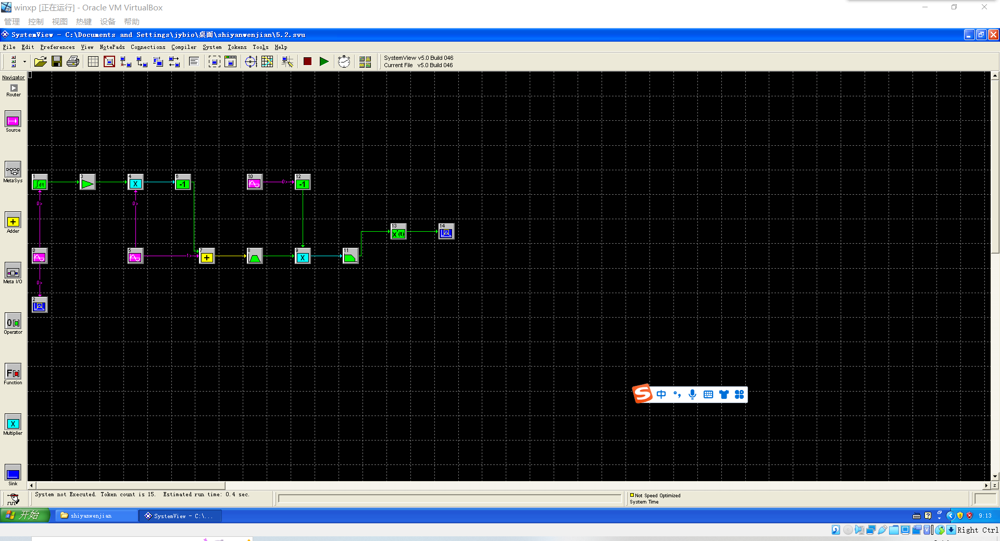 winxp [正在运行] - Oracle VM VirtualBox
管理 控制 视图 热键 设备 帮助
SystemView - C:\Documents and Settings\jybio\桌面\shiyanwenjian\5.2.svu
File Edit Preferences View NotePads Connections Compiler System Tokens Tools Help
SystemView v5.0 Build 046
Current File v5.0 Build 046
Navigator
Router
Source
MetaSys
Adder
Meta I/O
Operator
Function
Multiplier
Sink
1 3 4 6 10 12
∫dt X -1 0> -1
0> 0>
13 14
X'(t)
0 5 7 8 9 11
1> + X
0>
2
中
System not Executed. Token count is 15. Estimated run time: 0.4 sec.
Not Speed Optimized
System Time
开始 shiyanwenjian SystemView - C:\... 9:13
Right Ctrl